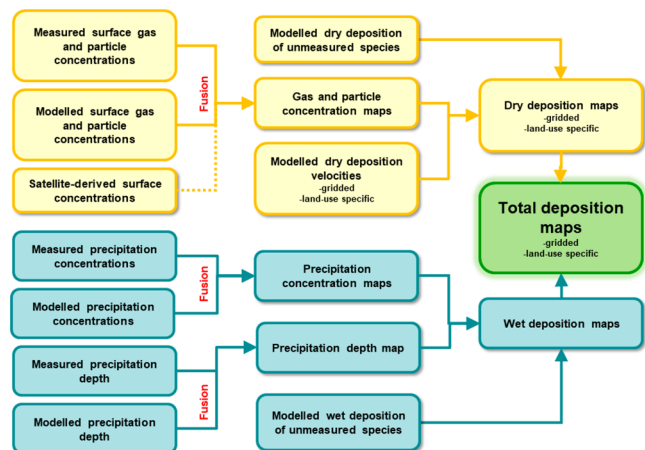 Measured surface gas
and particle
concentrations
Modelled surface gas
and particle
concentrations
Satellite-derived surface
concentrations
Fusion
Modelled dry deposition
of unmeasured species
Gas and particle
concentration maps
Modelled dry deposition
velocities
-gridded
-land-use specific
Dry deposition maps
-gridded
-land-use specific
Total deposition
maps
-gridded
-land-use specific
Measured precipitation
concentrations
Modelled precipitation
concentrations
Fusion
Precipitation
concentration maps
Measured precipitation
depth
Modelled precipitation
depth
Fusion
Precipitation depth map
Modelled wet deposition
of unmeasured species
Wet deposition maps